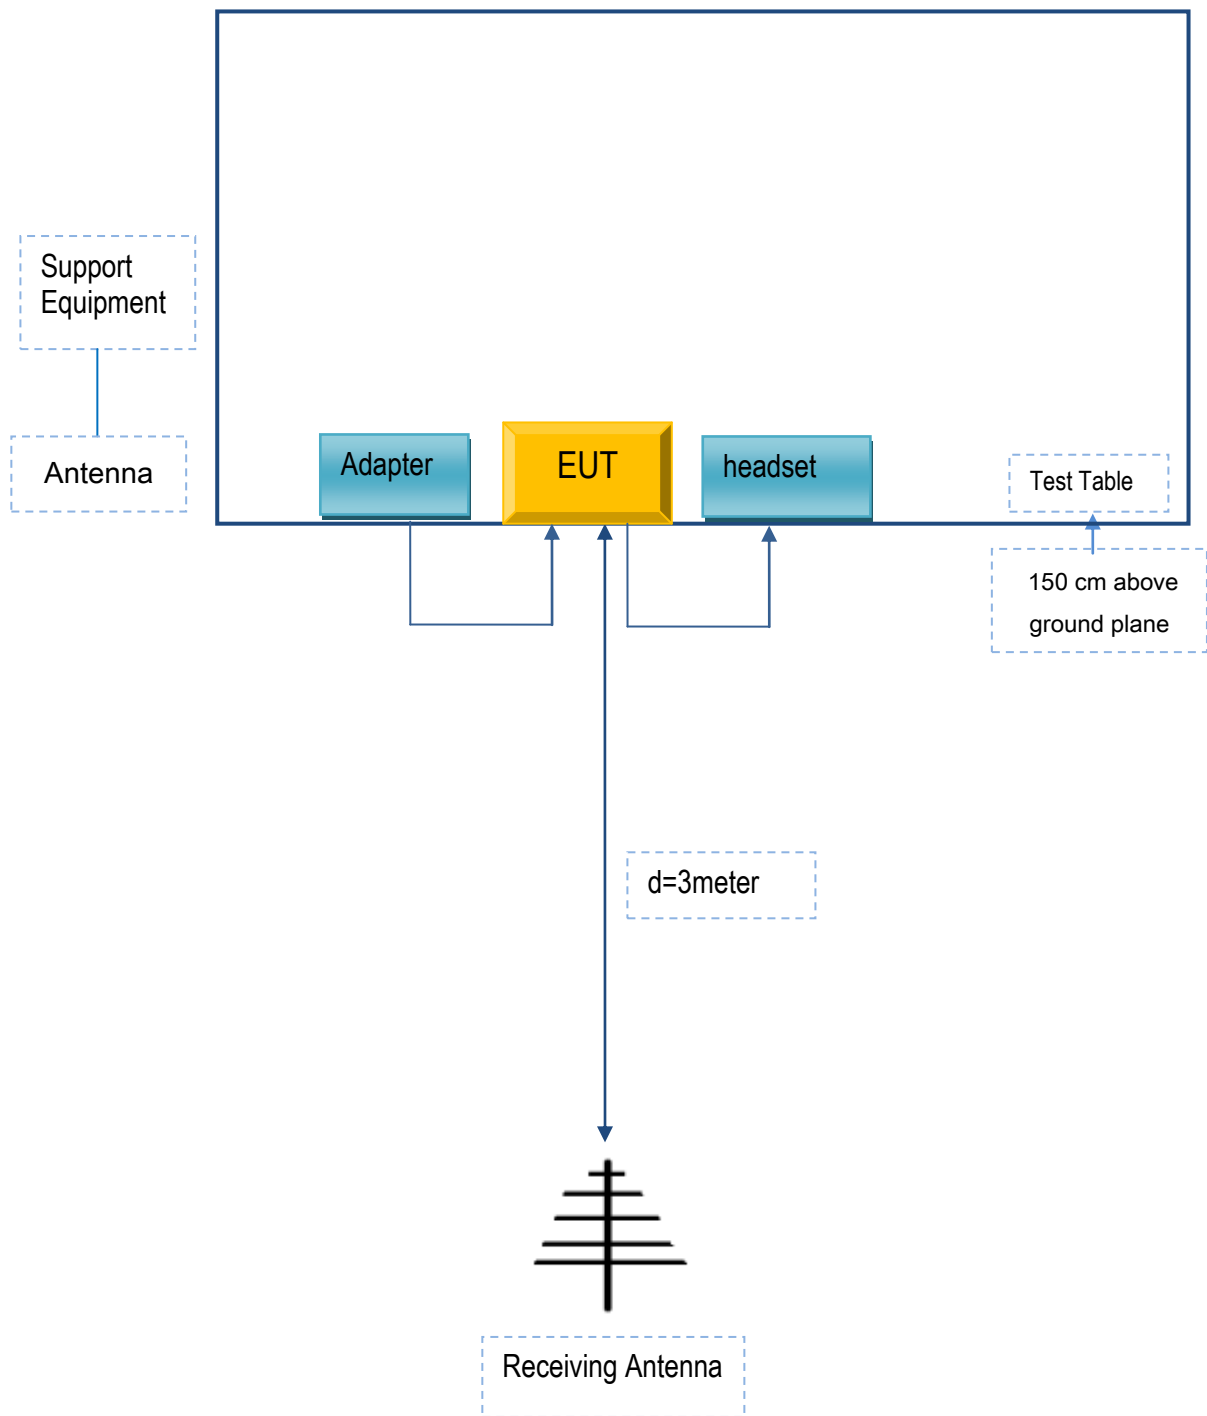 Support
Equipment
Antenna
Adapter
EUT
headset
Test Table
150 cm above
ground plane
d=3meter
Receiving Antenna